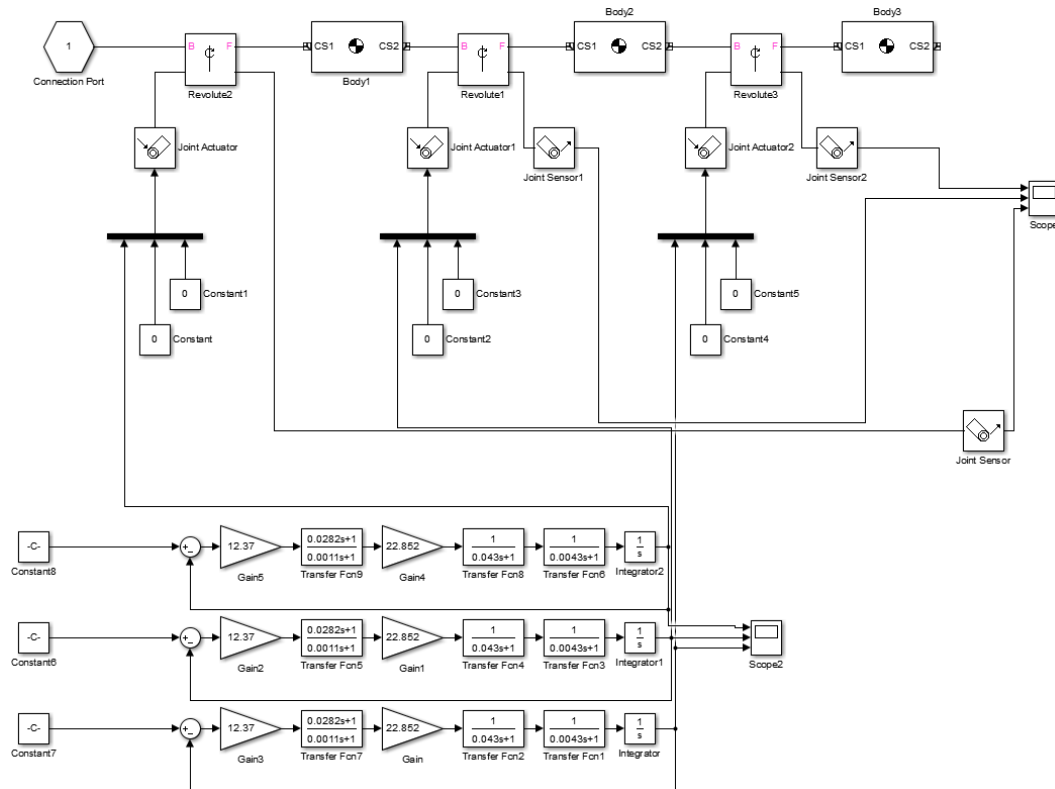 Body2
Body3
1
B
F
CS1
CS2
B
F
CS1
CS2
B
F
CS1
CS2
Connection Port
Revolute2
Body1
Revolute1
Revolute3
Joint Actuator
Joint Actuator1
Joint Sensor1
Joint Actuator2
Joint Sensor2
Scope
0
Constant1
0
Constant3
0
Constant5
0
Constant
0
Constant2
0
Constant4
Joint Sensor
-C-
Constant8
+
_
12.37
Gain5
0.0282s+1
0.0011s+1
Transfer Fcn9
22.852
Gain4
1
0.043s+1
Transfer Fcn8
1
0.0043s+1
Transfer Fcn6
1
s
Integrator2
-C-
Constant6
+
_
12.37
Gain2
0.0282s+1
0.0011s+1
Transfer Fcn5
22.852
Gain1
1
0.043s+1
Transfer Fcn4
1
0.0043s+1
Transfer Fcn3
1
s
Integrator1
Scope2
-C-
Constant7
+
_
12.37
Gain3
0.0282s+1
0.0011s+1
Transfer Fcn7
22.852
Gain
1
0.043s+1
Transfer Fcn2
1
0.0043s+1
Transfer Fcn1
1
s
Integrator